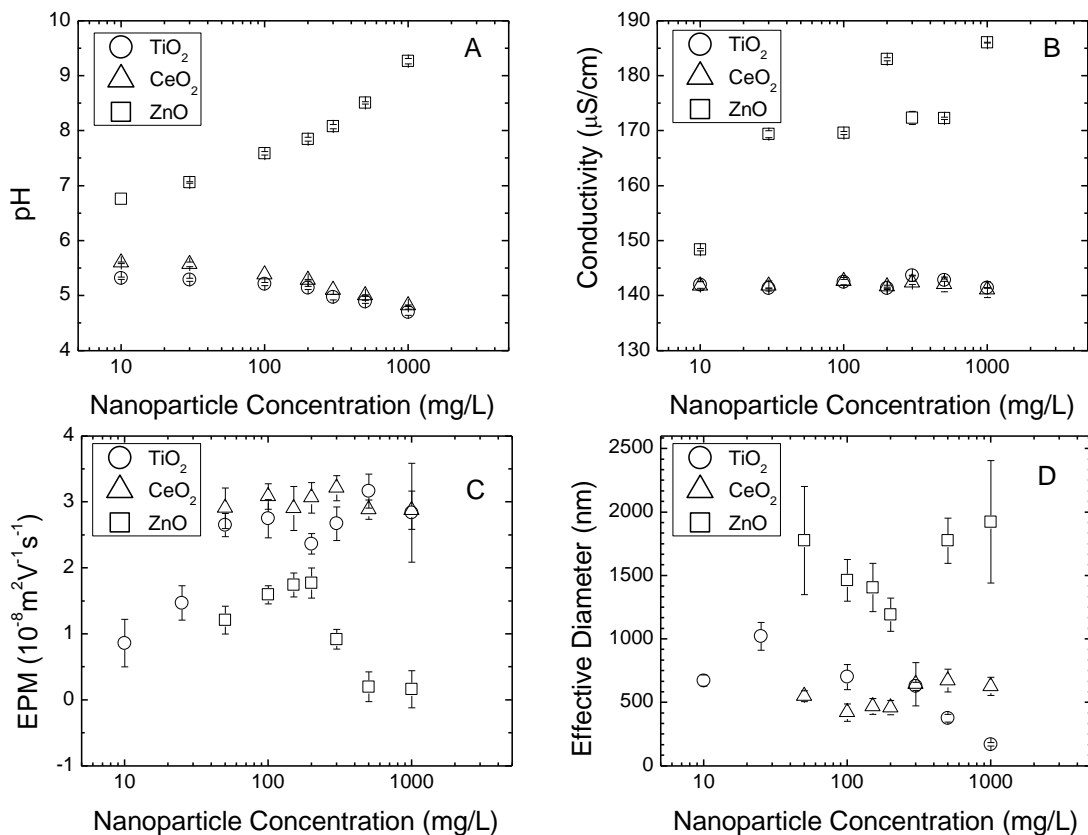 A
TiO₂
CeO₂
ZnO
10
9
8
7
6
5
4
pH
10 100 1000
Nanoparticle Concentration (mg/L)
B
TiO₂
CeO₂
ZnO
190
180
170
160
150
140
130
Conductivity (μS/cm)
10 100 1000
Nanoparticle Concentration (mg/L)
C
TiO₂
CeO₂
ZnO
4
3
2
1
0
-1
EPM (10⁻⁸m²V⁻¹s⁻¹)
10 100 1000
Nanoparticle Concentration (mg/L)
D
TiO₂
CeO₂
ZnO
2500
2000
1500
1000
500
0
Effective Diameter (nm)
10 100 1000
Nanoparticle Concentration (mg/L)